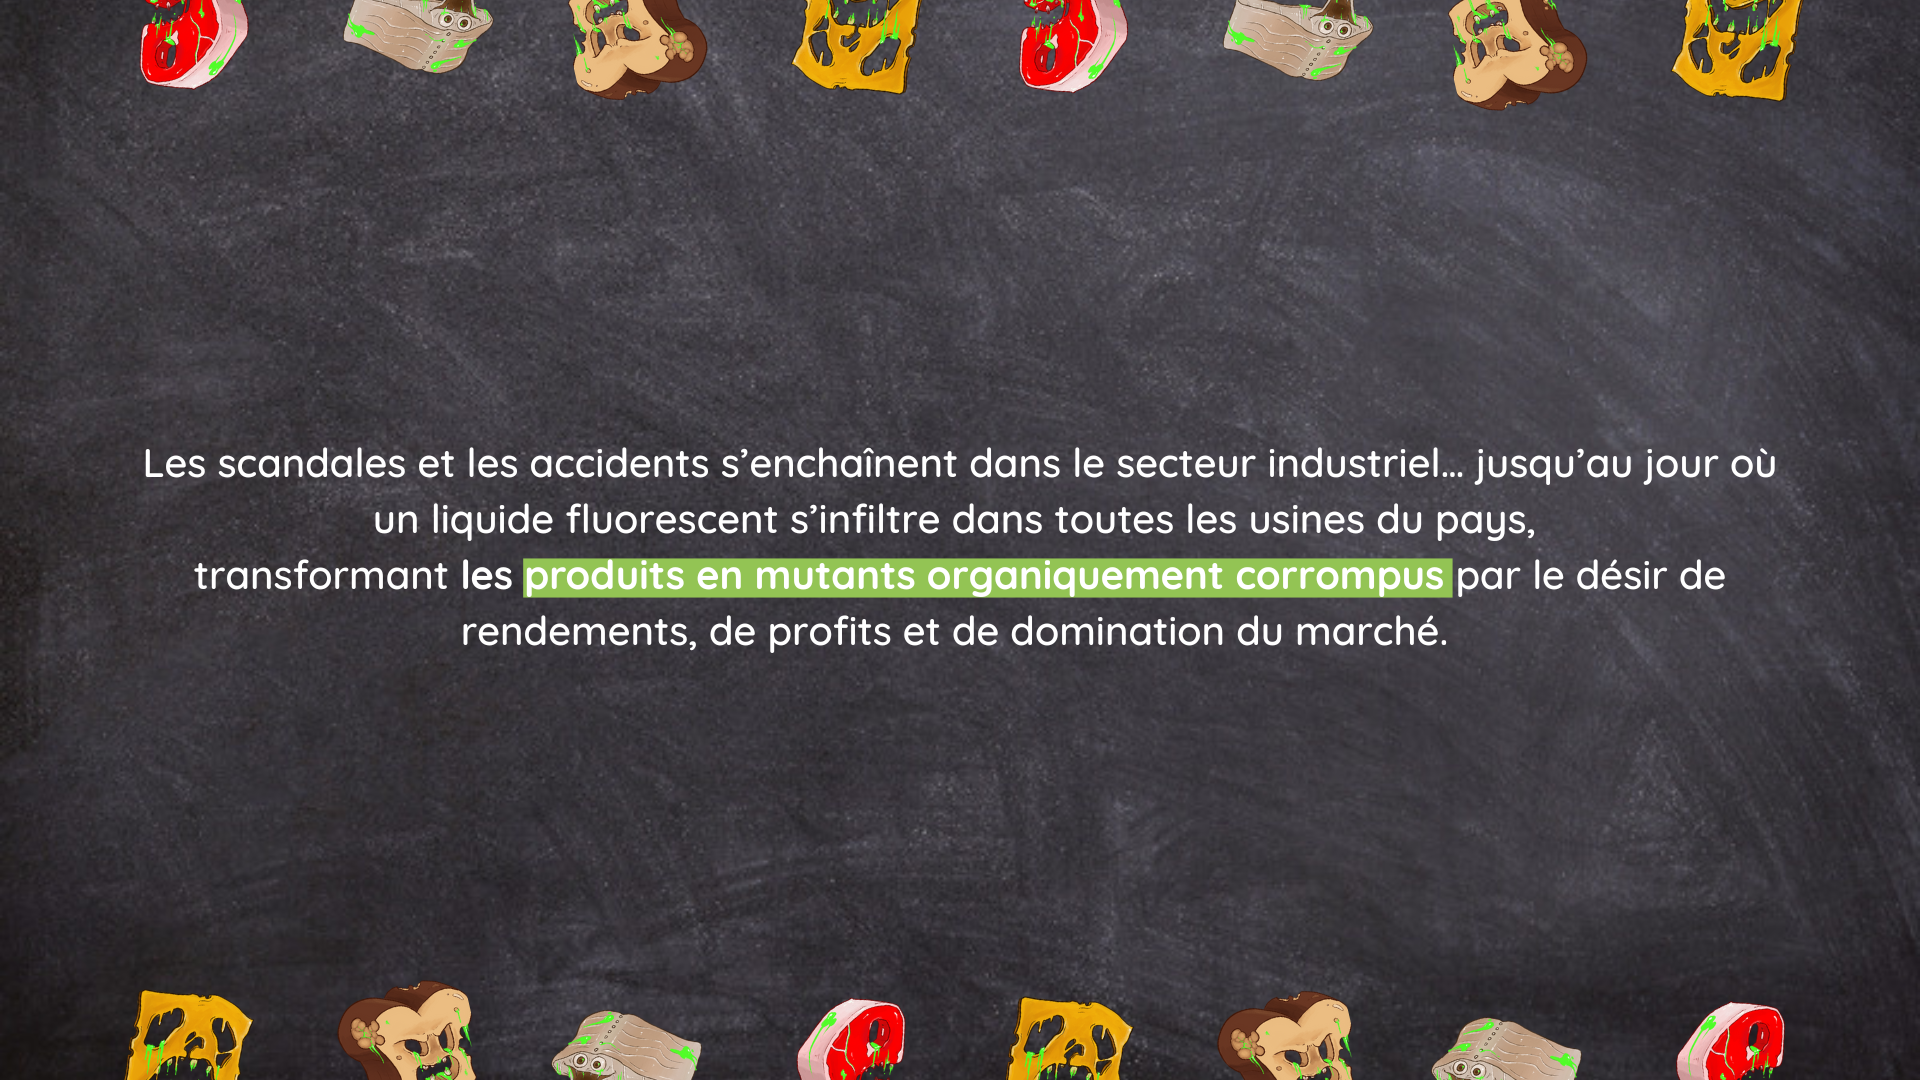 Les scandales et les accidents s’enchaînent dans le secteur industriel... jusqu’au jour où
un liquide fluorescent s’infiltre dans toutes les usines du pays,
transformant les produits en mutants organiquement corrompus par le désir de
rendements, de profits et de domination du marché.